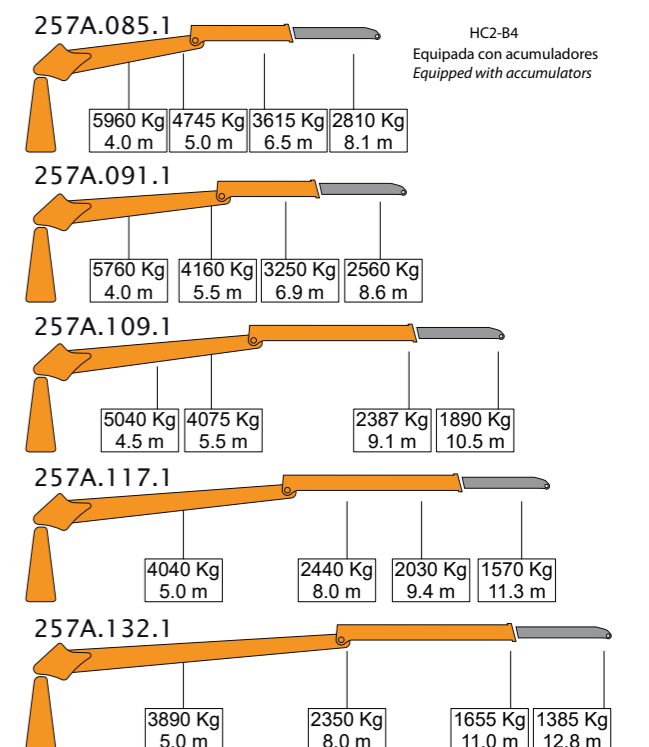 257A.085.1
HC2-B4
Equipada con acumuladores
Equipped with accumulators
5960 Kg 4745 Kg 3615 Kg 2810 Kg
4.0 m 5.0 m 6.5 m 8.1 m
257A.091.1
5760 Kg 4160 Kg 3250 Kg 2560 Kg
4.0 m 5.5 m 6.9 m 8.6 m
257A.109.1
5040 Kg 4075 Kg 2387 Kg 1890 Kg
4.5 m 5.5 m 9.1 m 10.5 m
257A.117.1
4040 Kg 2440 Kg 2030 Kg 1570 Kg
5.0 m 8.0 m 9.4 m 11.3 m
257A.132.1
3890 Kg 2350 Kg 1655 Kg 1385 Kg
5.0 m 8.0 m 11.0 m 12.8 m